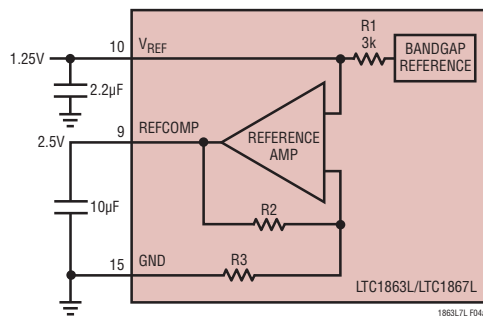 R1
3k
BANDGAP
REFERENCE
1.25V
10
VREF
2.2µF
2.5V
9
REFCOMP
REFERENCE
AMP
10µF
R2
15
GND
R3
LTC1863L/LTC1867L
1863L7L F04a